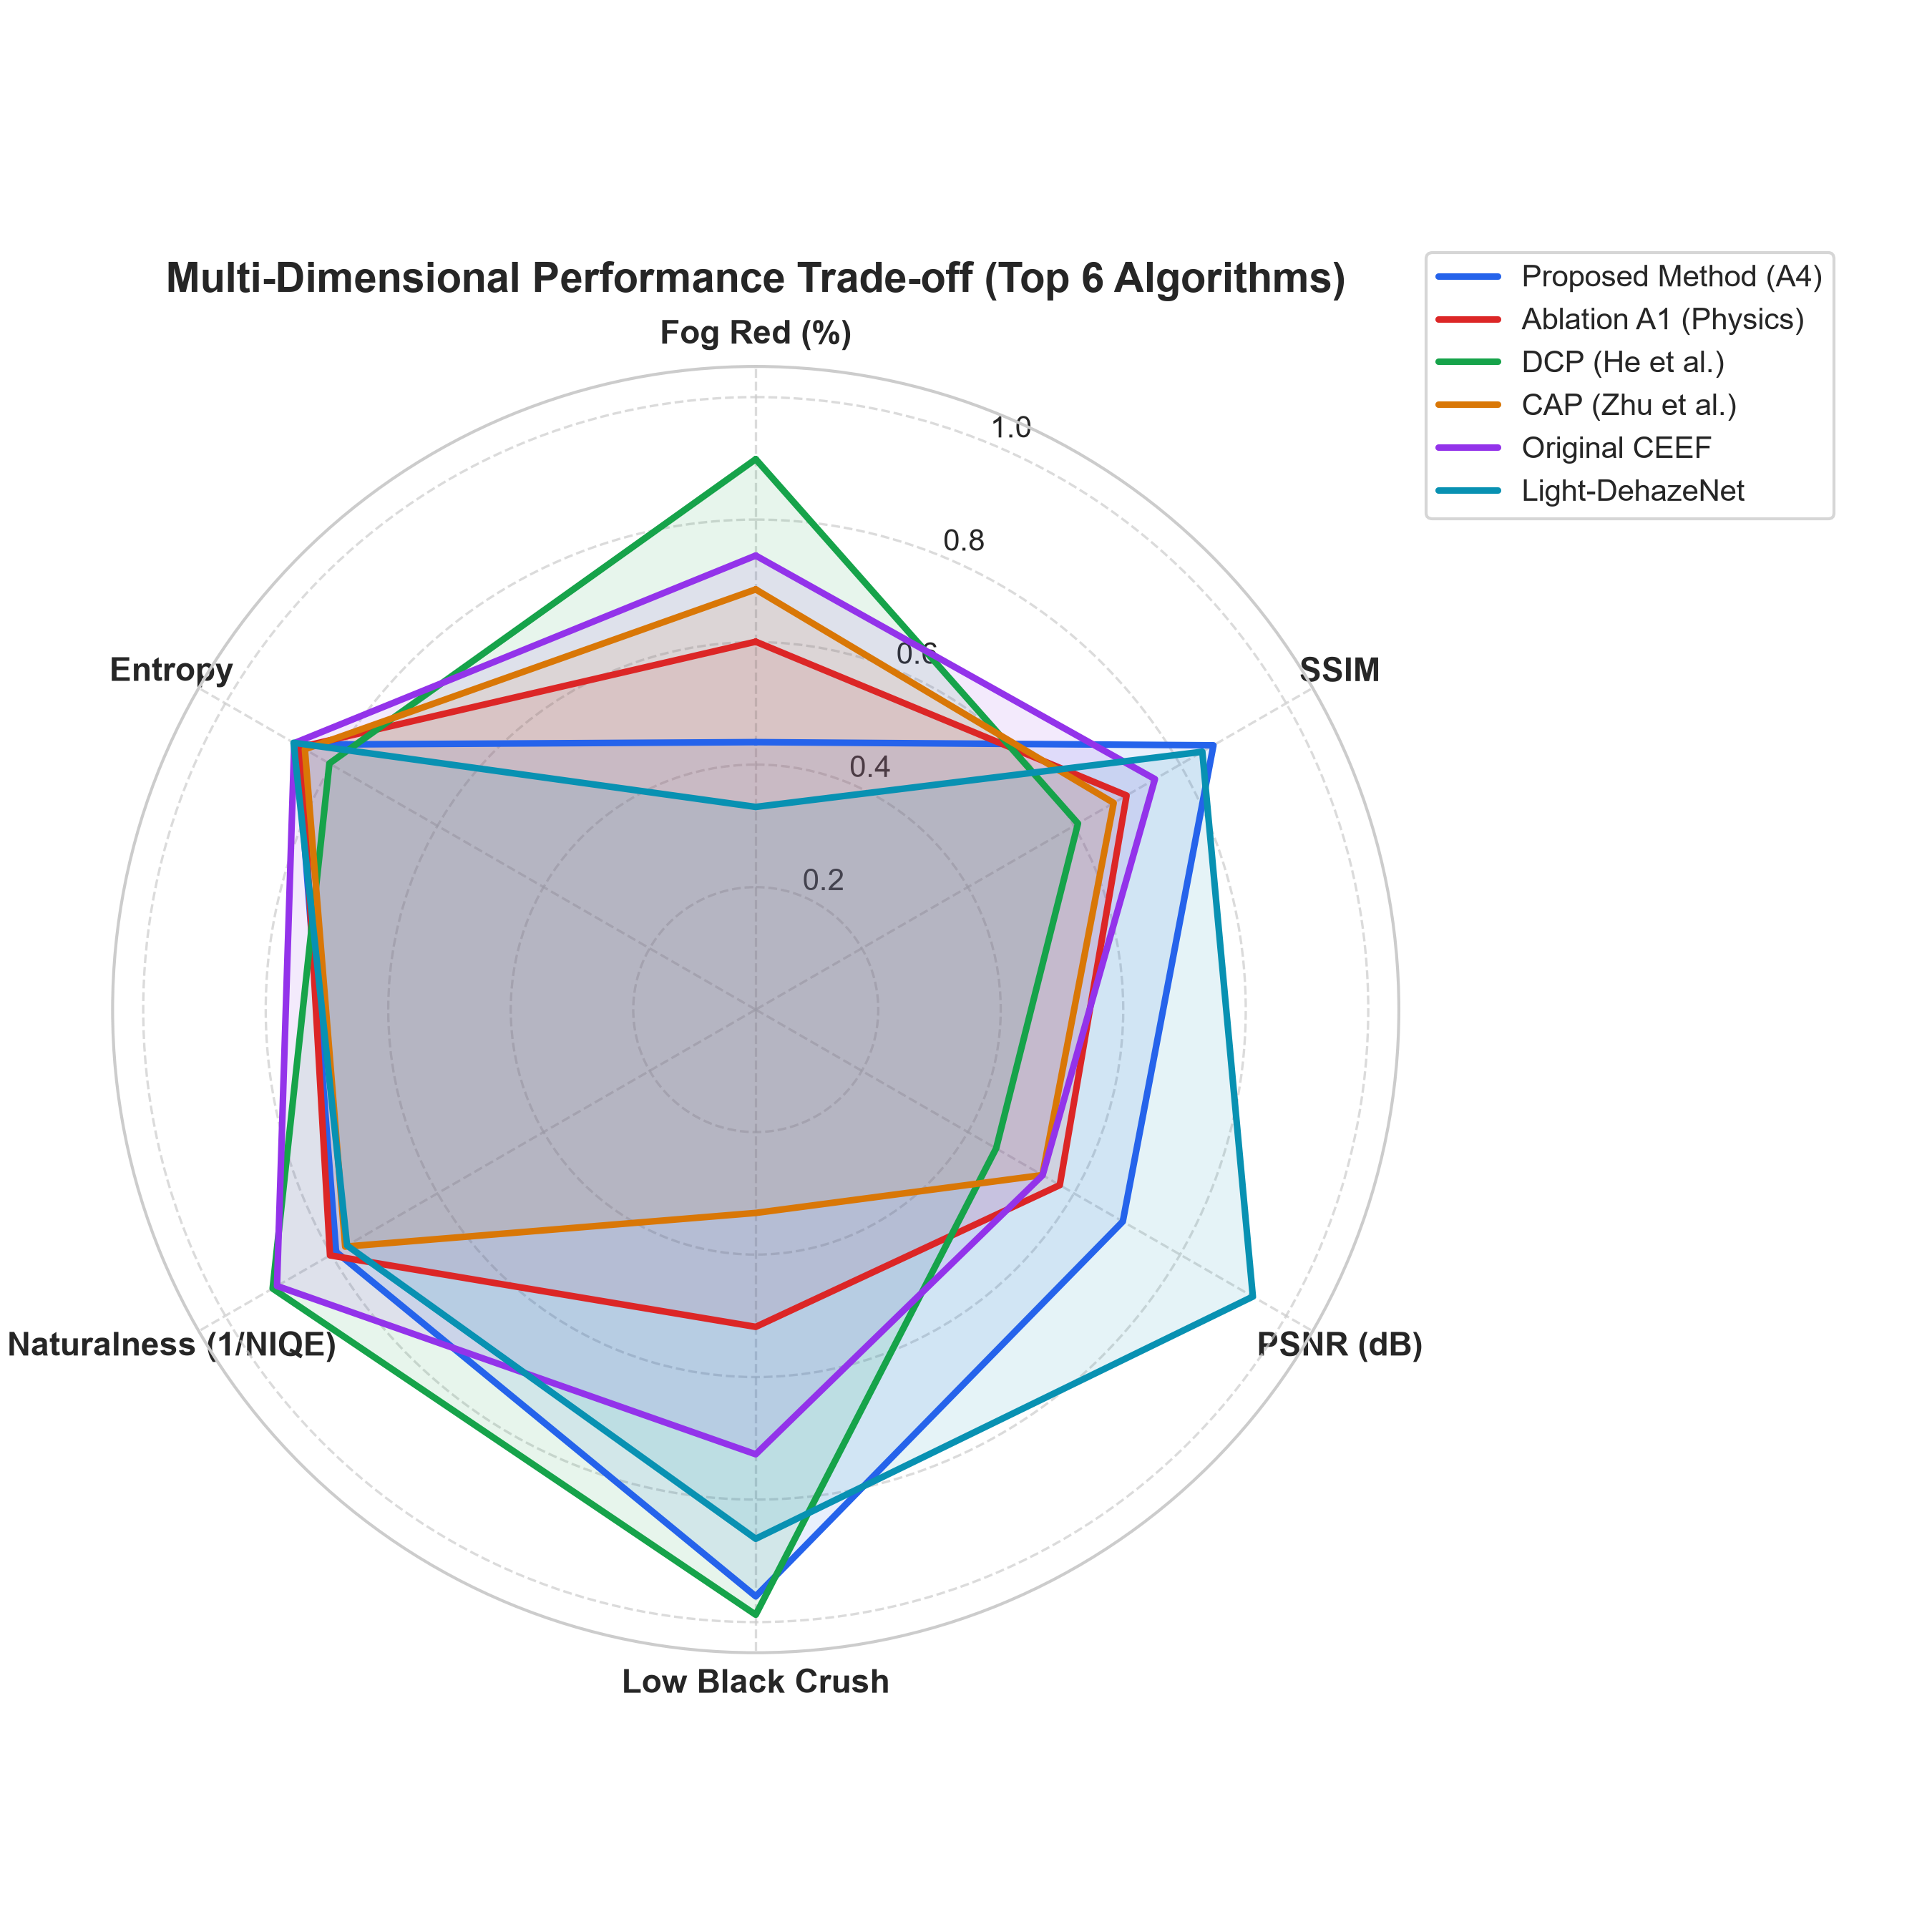 Multi-Dimensional Performance Trade-off (Top 6 Algorithms)
Proposed Method (A4)
Ablation A1 (Physics)
DCP (He et al.)
CAP (Zhu et al.)
Original CEEF
Light-DehazeNet
Fog Red (%)
1.0
0.8
0.6
0.4
0.2
Entropy
SSIM
Naturalness (1/NIQE)
PSNR (dB)
Low Black Crush